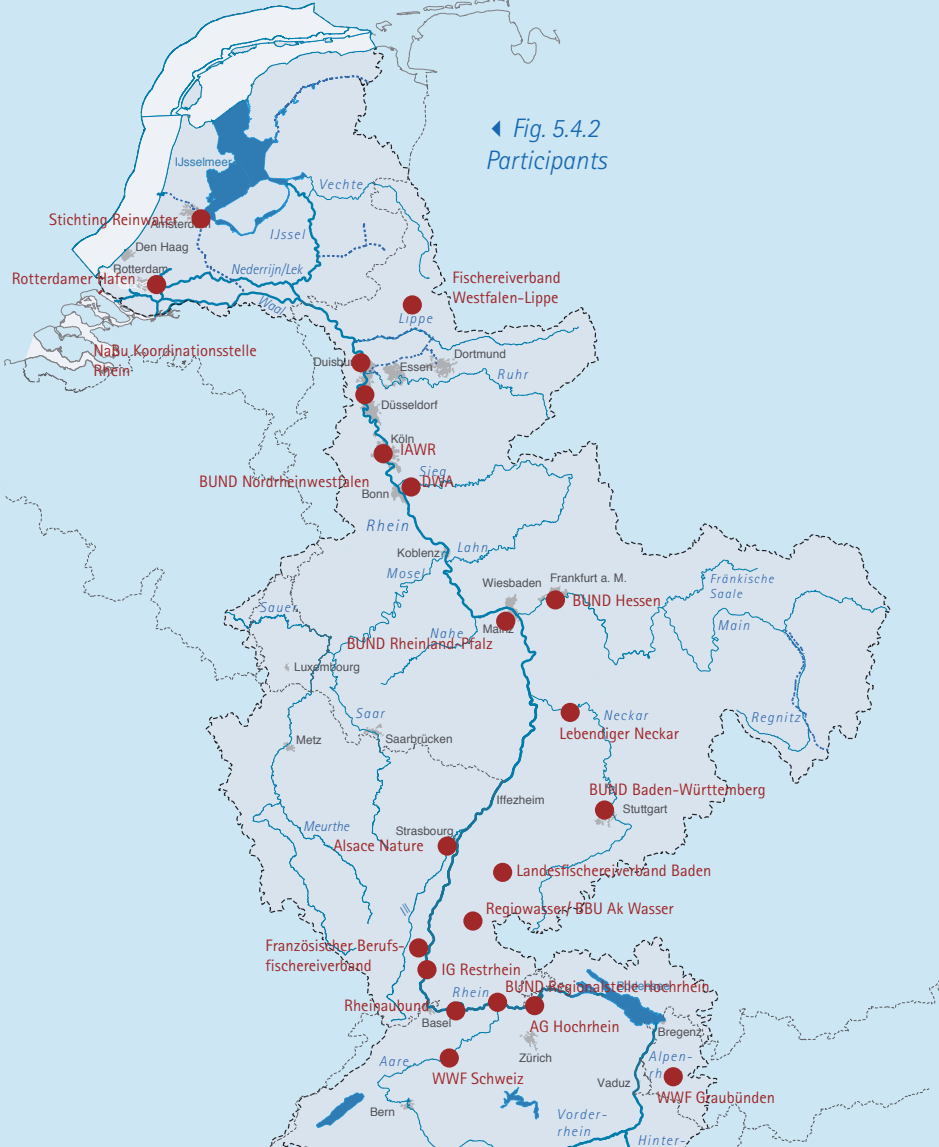 ◄ Fig. 5.4.2
Participants
IJsselmeer
Vechte
Stichting Reinwater
Amsterdam
IJssel
Den Haag
Nederrijn/Lek
Rotterdam
Rotterdamer Hafen
Waal
Fischereiverband
Westfalen-Lippe
Lippe
NaBu Koordinationsstelle
Rhein
Duisburg
Essen
Dortmund
Ruhr
Düsseldorf
Köln
IAWR
Sieg
BUND Nordrheinwestfalen
DWA
Bonn
Rhein
Koblenz
Lahn
Mosel
Wiesbaden
Frankfurt a. M.
BUND Hessen
Fränkische
Saale
Main
Sauer
Nahe
Mainz
BUND Rheinland-Pfalz
Luxembourg
Saar
Neckar
Regnitz
Lebendiger Neckar
Metz
Saarbrücken
BUND Baden-Württemberg
Iffezheim
Stuttgart
Meurthe
Strasbourg
Alsace Nature
Landesfischereiverband Baden
Regiowasser/ BBU Ak Wasser
Französischer Berufs-
fischereiverband
IG Restrhein
Rhein
BUND Regionalstelle Hochrhein
Rheinaubund
Basel
AG Hochrhein
Bregenz
Zürich
Aare
Alpen-
rh
WWF Schweiz
Vaduz
WWF Graubünden
Bern
Vorder-
rhein
Hinter-